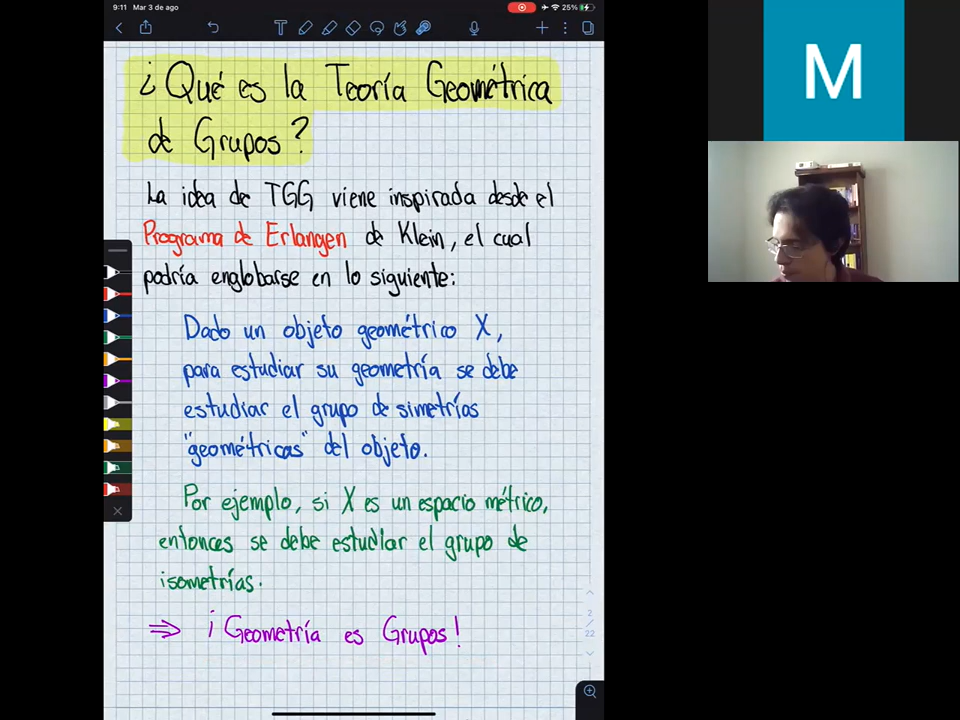 9:11 Mar 3 de ago
25%
¿Qué es la Teoría Geométrica
de Grupos?
La idea de TGG viene inspirada desde el
Programa de Erlangen de Klein, el cual
podría englobarse en lo siguiente:
Dado un objeto geométrico X,
para estudiar su geometría se debe
estudiar el grupo de simetrías
"geométricas" del objeto.
Por ejemplo, si X es un espacio métrico,
entonces se debe estudiar el grupo de
isometrías.
⇒ ¡Geometría es Grupos!
2
/
22
M